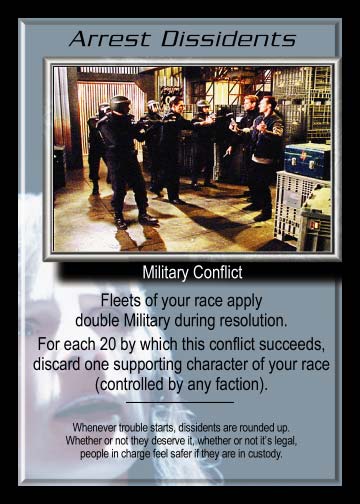 Arrest Dissidents
Military Conflict
Fleets of your race apply
double Military during resolution.
For each 20 by which this conflict succeeds,
discard one supporting character of your race
(controlled by any faction).
Whenever trouble starts, dissidents are rounded up.
Whether or not they deserve it, whether or not it's legal,
people in charge feel safer if they are in custody.